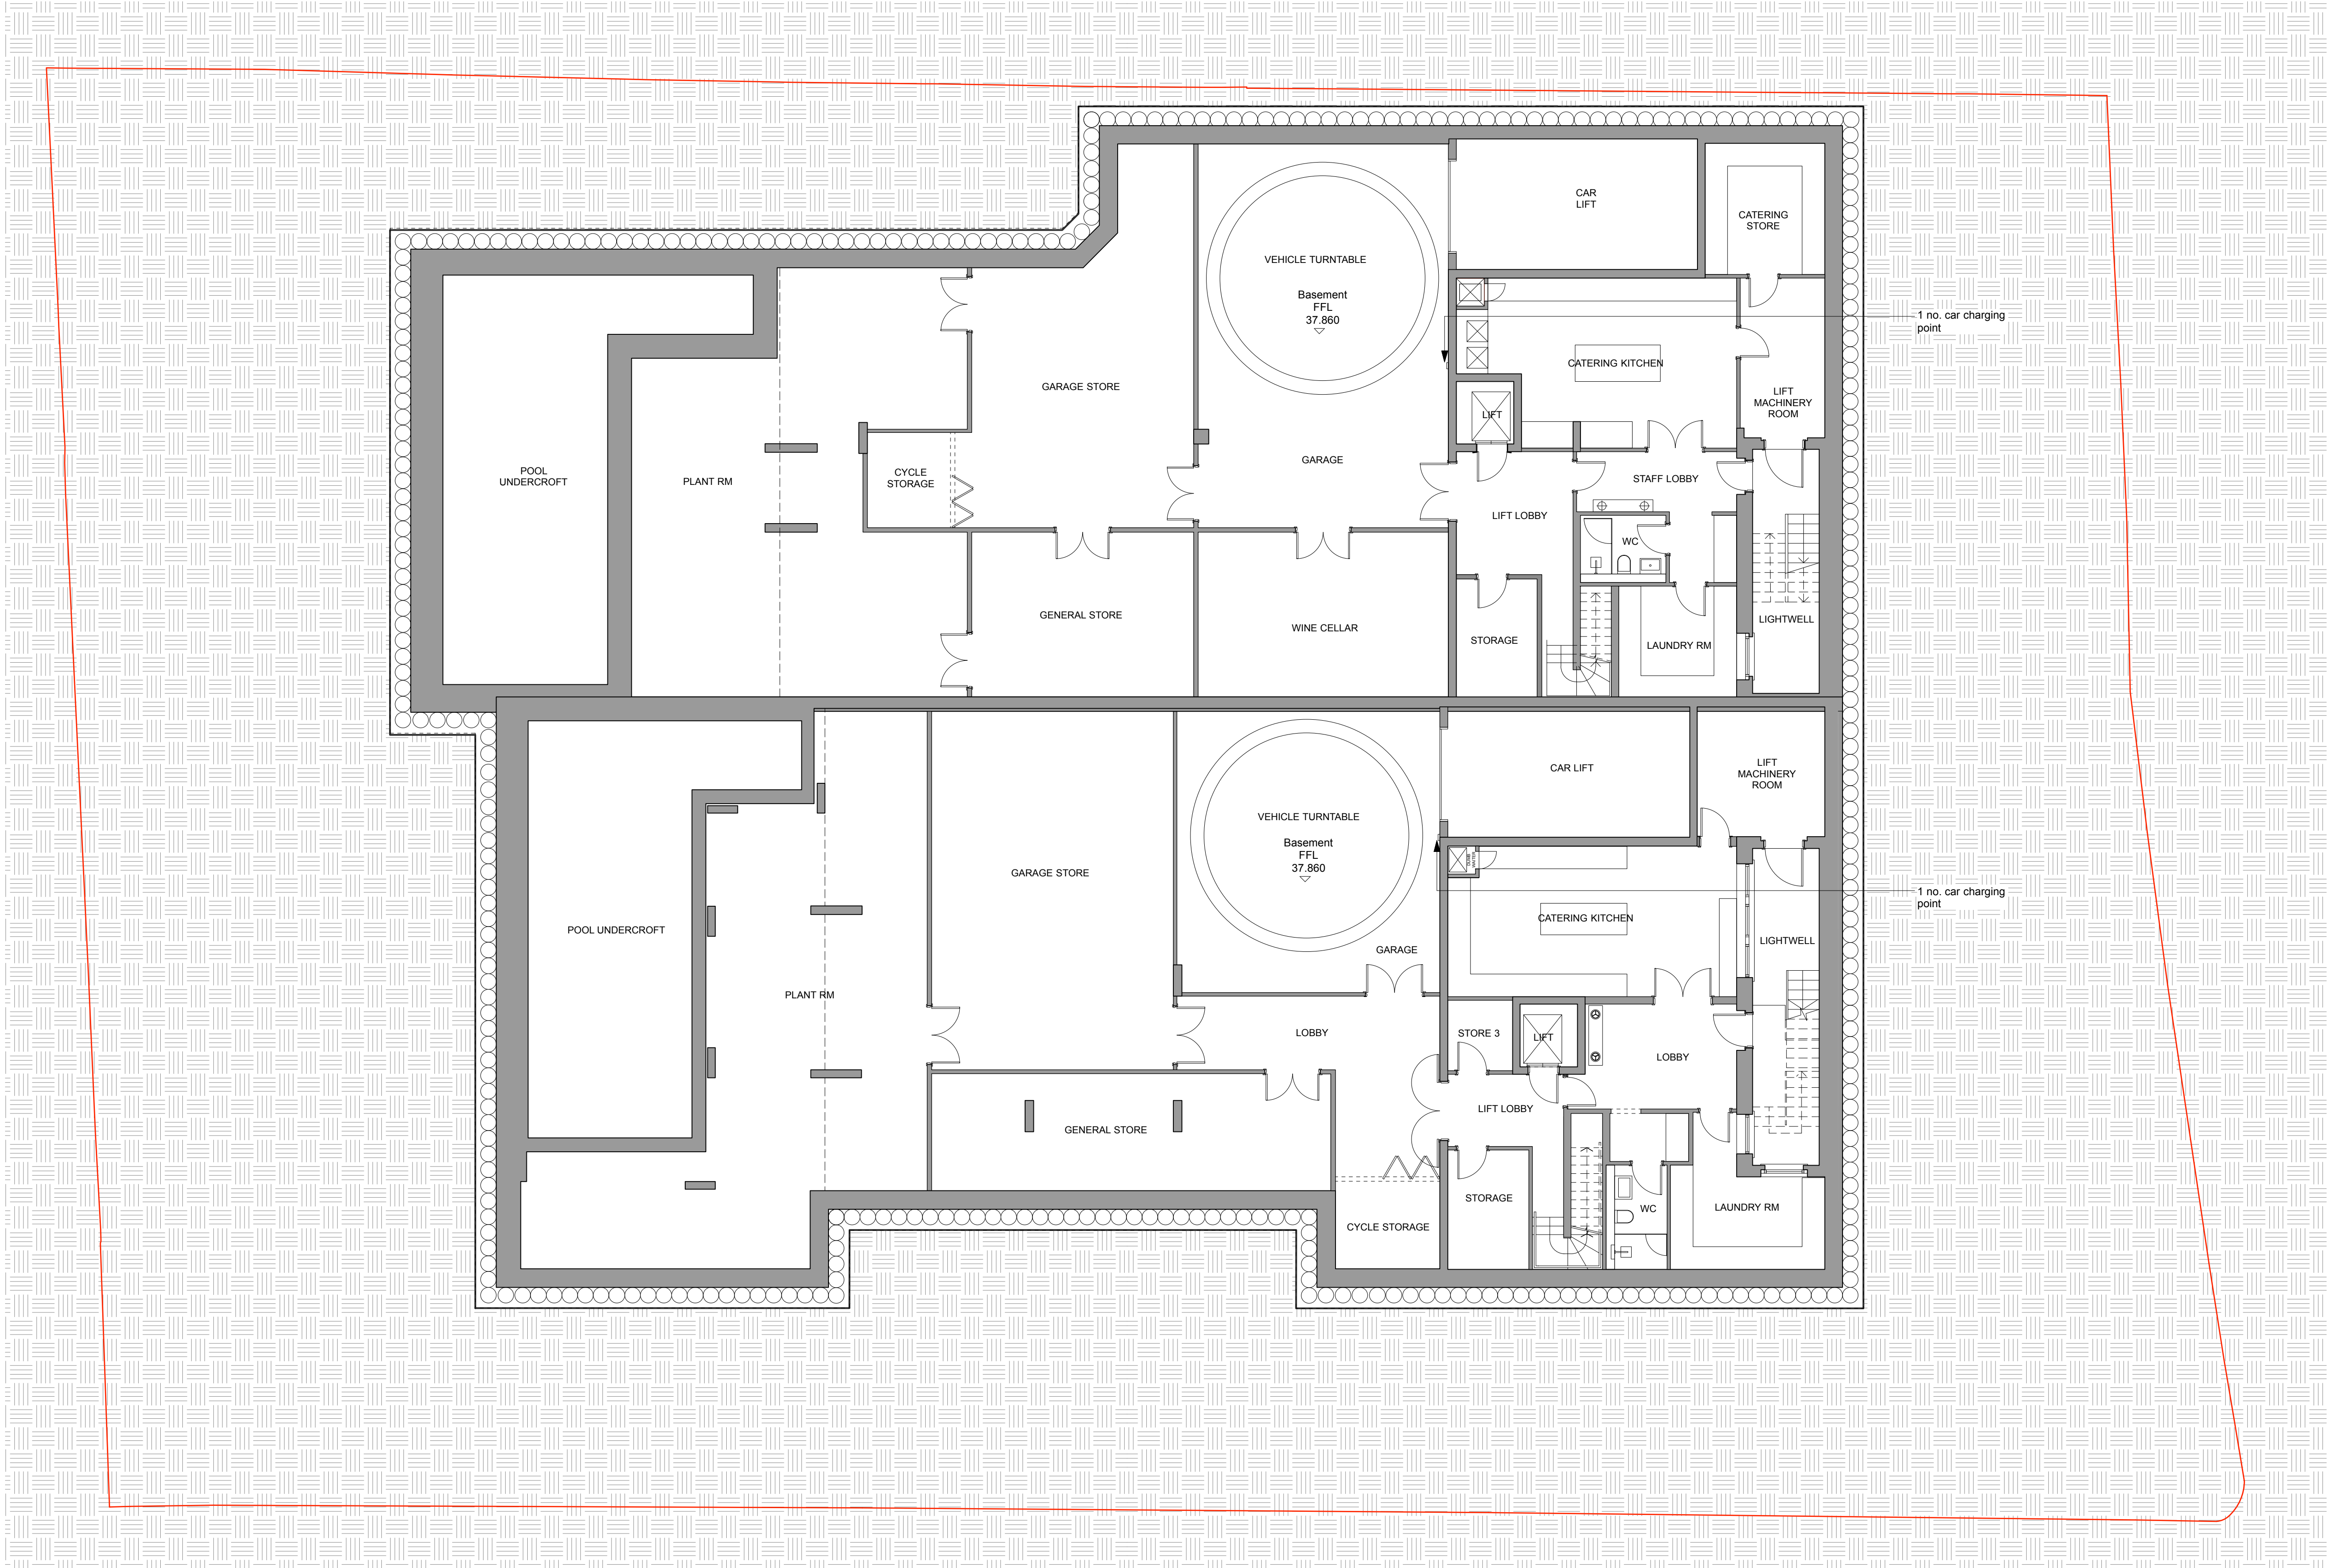 CAR
LIFT
CATERING
STORE
VEHICLE TURNTABLE
Basement
FFL
37.860
1 no. car charging
point
CATERING KITCHEN
GARAGE STORE
LIFT
MACHINERY
ROOM
LIFT
GARAGE
POOL
UNDERCROFT
PLANT RM
CYCLE
STORAGE
STAFF LOBBY
LIFT LOBBY
WC
GENERAL STORE
WINE CELLAR
STORAGE
LAUNDRY RM
LIGHTWELL
CAR LIFT
LIFT
MACHINERY
ROOM
VEHICLE TURNTABLE
Basement
FFL
37.860
DUMB
WAITER
GARAGE STORE
1 no. car charging
point
CATERING KITCHEN
POOL UNDERCROFT
GARAGE
LIGHTWELL
PLANT RM
LOBBY
STORE 3
LIFT
LOBBY
LIFT LOBBY
GENERAL STORE
STORAGE
WC
LAUNDRY RM
CYCLE STORAGE